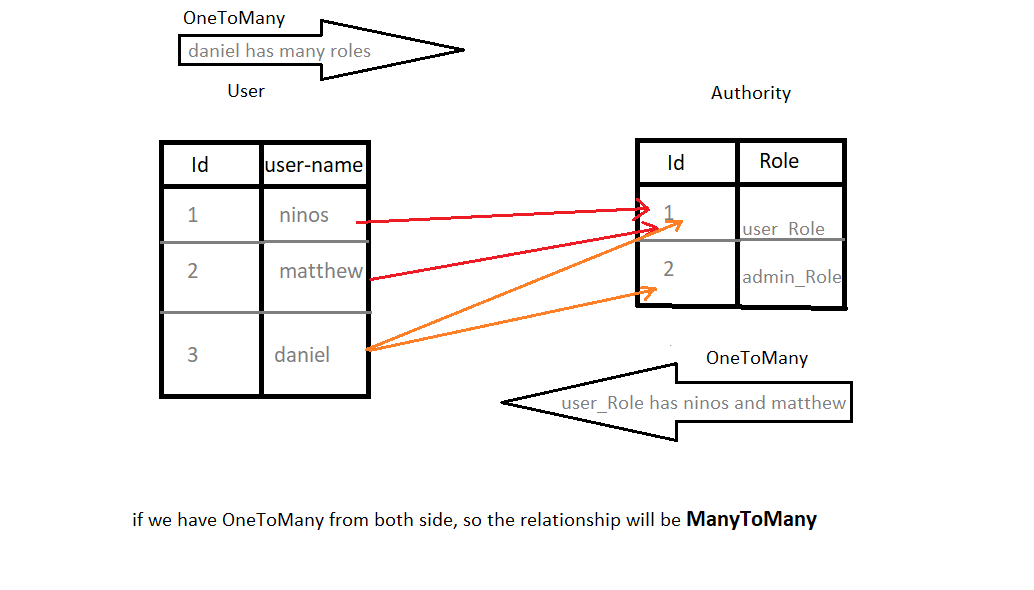 OneToMany
daniel has many roles
User
Authority
Id user-name
1 ninos
2 matthew
3 daniel
Id Role
1 user_Role
2 admin_Role
OneToMany
user_Role has ninos and matthew
if we have OneToMany from both side, so the relationship will be ManyToMany